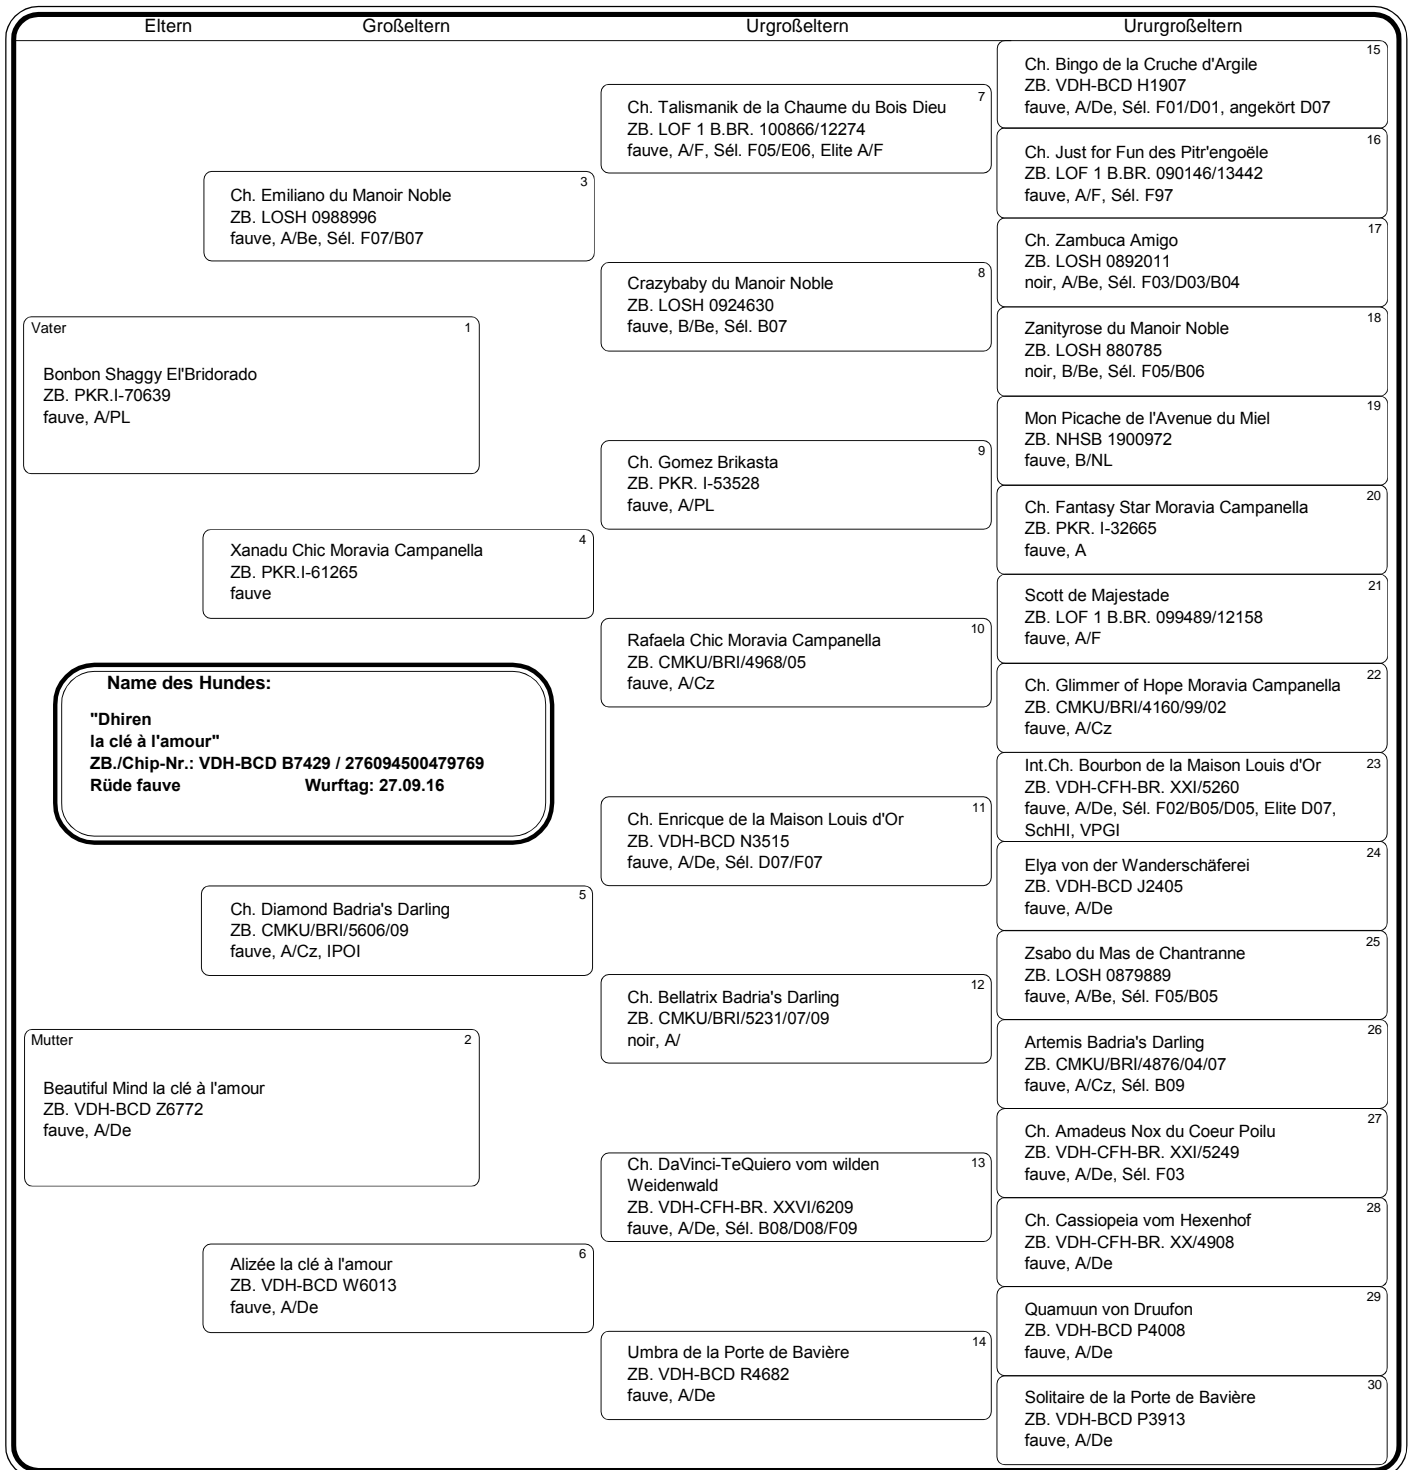 Eltern Großeltern Urgroßeltern Ururgroßeltern
Vater 1
Bonbon Shaggy El'Bridorado
ZB. PKR.I-70639
fauve, A/PL
Mutter 2
Beautiful Mind la clé à l'amour
ZB. VDH-BCD Z6772
fauve, A/De
Name des Hundes:
"Dhiren
la clé à l'amour"
ZB./Chip-Nr.: VDH-BCD B7429 / 276094500479769
Rüde fauve Wurftag: 27.09.16
3
Ch. Emiliano du Manoir Noble
ZB. LOSH 0988996
fauve, A/Be, Sél. F07/B07
4
Xanadu Chic Moravia Campanella
ZB. PKR.I-61265
fauve
5
Ch. Diamond Badria's Darling
ZB. CMKU/BRI/5606/09
fauve, A/Cz, IPOI
6
Alizée la clé à l'amour
ZB. VDH-BCD W6013
fauve, A/De
7
Ch. Talismanik de la Chaume du Bois Dieu
ZB. LOF 1 B.BR. 100866/12274
fauve, A/F, Sél. F05/E06, Elite A/F
8
Crazybaby du Manoir Noble
ZB. LOSH 0924630
fauve, B/Be, Sél. B07
9
Ch. Gomez Brikasta
ZB. PKR. I-53528
fauve, A/PL
10
Rafaela Chic Moravia Campanella
ZB. CMKU/BRI/4968/05
fauve, A/Cz
11
Ch. Enricque de la Maison Louis d'Or
ZB. VDH-BCD N3515
fauve, A/De, Sél. D07/F07
12
Ch. Bellatrix Badria's Darling
ZB. CMKU/BRI/5231/07/09
noir, A/
13
Ch. DaVinci-TeQuiero vom wilden
Weidenwald
ZB. VDH-CFH-BR. XXVI/6209
fauve, A/De, Sél. B08/D08/F09
14
Umbra de la Porte de Bavière
ZB. VDH-BCD R4682
fauve, A/De
15
Ch. Bingo de la Cruche d'Argile
ZB. VDH-BCD H1907
fauve, A/De, Sél. F01/D01, angekört D07
16
Ch. Just for Fun des Pitr'engoële
ZB. LOF 1 B.BR. 090146/13442
fauve, A/F, Sél. F97
17
Ch. Zambuca Amigo
ZB. LOSH 0892011
noir, A/Be, Sél. F03/D03/B04
18
Zanityrose du Manoir Noble
ZB. LOSH 880785
noir, B/Be, Sél. F05/B06
19
Mon Picache de l'Avenue du Miel
ZB. NHSB 1900972
fauve, B/NL
20
Ch. Fantasy Star Moravia Campanella
ZB. PKR. I-32665
fauve, A
21
Scott de Majestade
ZB. LOF 1 B.BR. 099489/12158
fauve, A/F
22
Ch. Glimmer of Hope Moravia Campanella
ZB. CMKU/BRI/4160/99/02
fauve, A/Cz
23
Int.Ch. Bourbon de la Maison Louis d'Or
ZB. VDH-CFH-BR. XXI/5260
fauve, A/De, Sél. F02/B05/D05, Elite D07,
SchHI, VPGI
24
Elya von der Wanderschäferei
ZB. VDH-BCD J2405
fauve, A/De
25
Zsabo du Mas de Chantranne
ZB. LOSH 0879889
fauve, A/Be, Sél. F05/B05
26
Artemis Badria's Darling
ZB. CMKU/BRI/4876/04/07
fauve, A/Cz, Sél. B09
27
Ch. Amadeus Nox du Coeur Poilu
ZB. VDH-CFH-BR. XXI/5249
fauve, A/De, Sél. F03
28
Ch. Cassiopeia vom Hexenhof
ZB. VDH-CFH-BR. XX/4908
fauve, A/De
29
Quamuun von Druufon
ZB. VDH-BCD P4008
fauve, A/De
30
Solitaire de la Porte de Bavière
ZB. VDH-BCD P3913
fauve, A/De